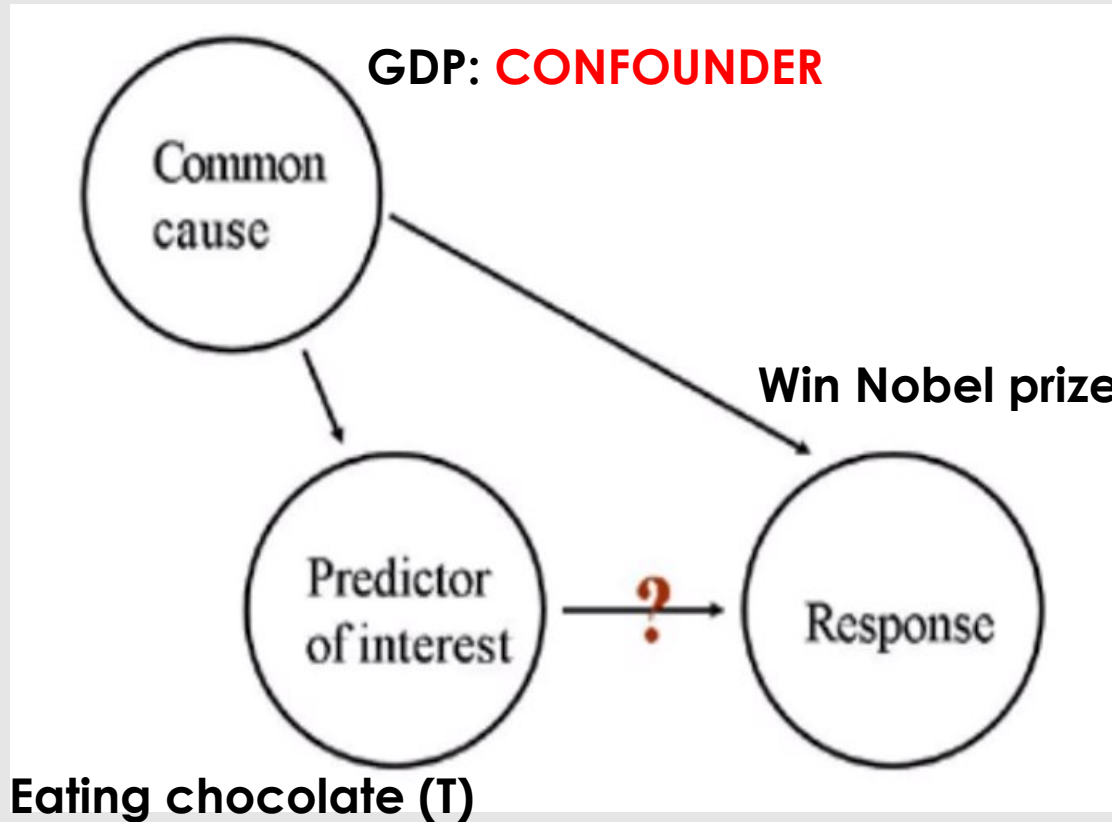 GDP: CONFOUNDER
Common
cause
Win Nobel prize
Predictor
of interest
?
Response
Eating chocolate (T)